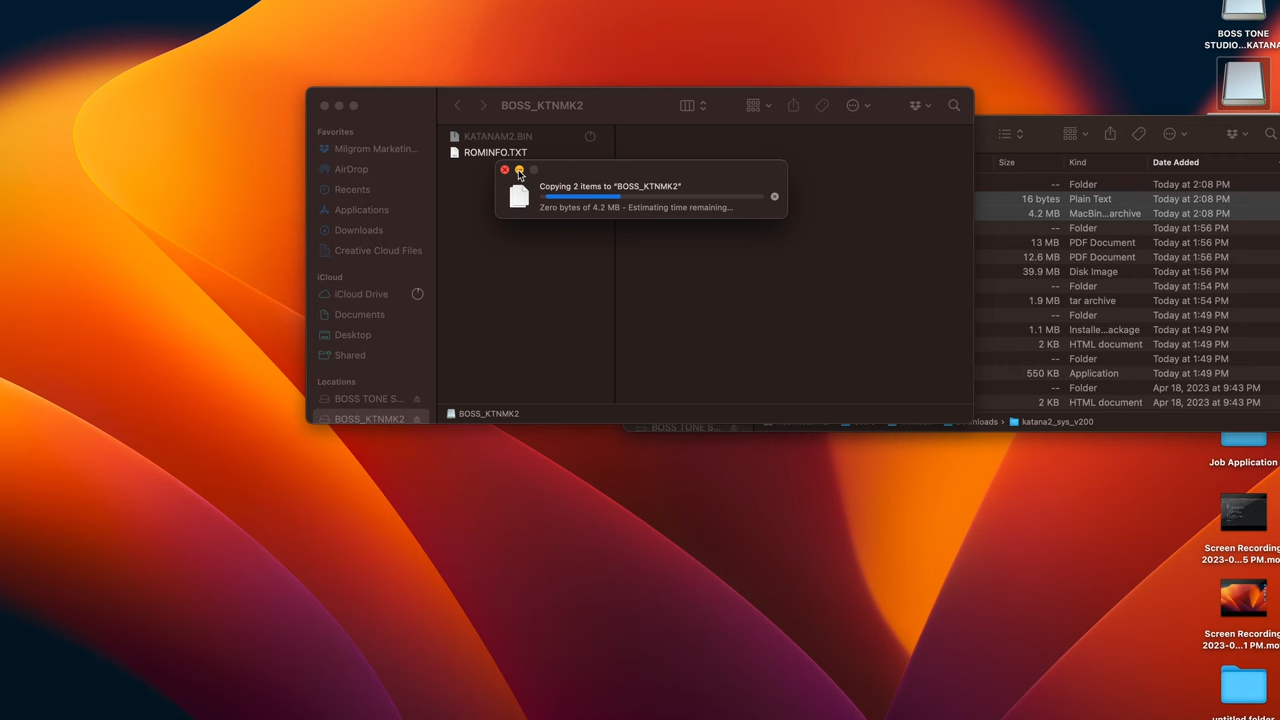 BOSS TONE
STUDIO...KATANA
BOSS_KTNMK2
Favorites
Milgrom Marketin...
AirDrop
Recents
Applications
Downloads
Creative Cloud Files
iCloud
iCloud Drive
Documents
Desktop
Shared
Locations
BOSS TONE S...
BOSS_KTNMK2
KATANAM2.BIN
ROMINFO.TXT
Copying 2 items to "BOSS_KTNMK2"
Zero bytes of 4.2 MB - Estimating time remaining...
BOSS_KTNMK2
Size Kind Date Added
-- Folder Today at 2:08 PM
16 bytes Plain Text Today at 2:08 PM
4.2 MB MacBin...archive Today at 2:08 PM
-- Folder Today at 1:56 PM
13 MB PDF Document Today at 1:56 PM
12.6 MB PDF Document Today at 1:56 PM
39.9 MB Disk Image Today at 1:56 PM
-- Folder Today at 1:54 PM
1.9 MB tar archive Today at 1:54 PM
-- Folder Today at 1:49 PM
1.1 MB Installe...ackage Today at 1:49 PM
2 KB HTML document Today at 1:49 PM
-- Folder Today at 1:49 PM
550 KB Application Today at 1:49 PM
-- Folder Apr 18, 2023 at 9:43 PM
2 KB HTML document Apr 18, 2023 at 9:43 PM
BOSS TONE S...
katana2_sys_v200
Job Application
Screen Recording
2023-0...5 PM.mo
Screen Recording
2023-0...1 PM.mo
untitled folder